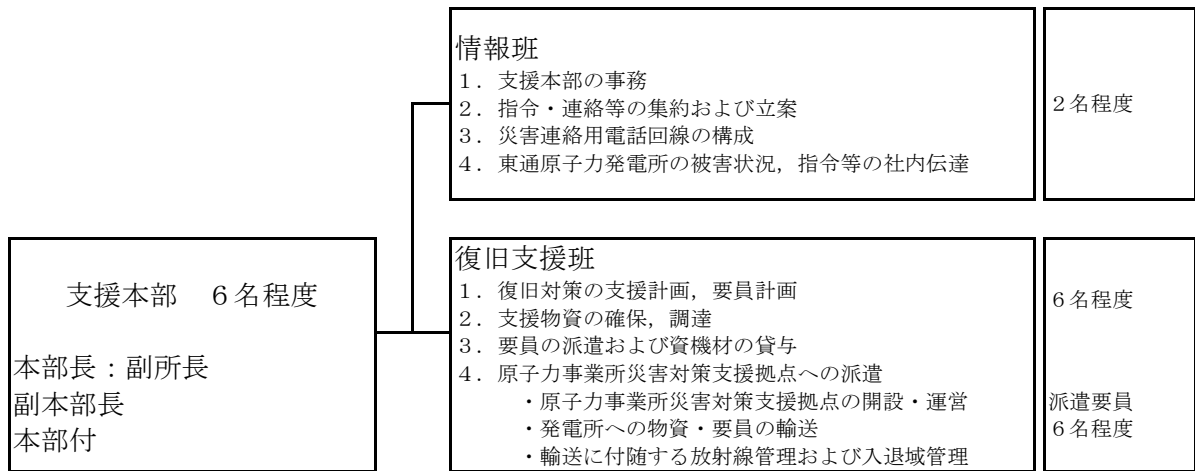 情報班
１．支援本部の事務
２．指令・連絡等の集約および立案
３．災害連絡用電話回線の構成
４．東通原子力発電所の被害状況，指令等の社内伝達
２名程度
支援本部　６名程度
本部長：副所長
副本部長
本部付
復旧支援班
１．復旧対策の支援計画，要員計画
２．支援物資の確保，調達
３．要員の派遣および資機材の貸与
４．原子力事業所災害対策支援拠点への派遣
・原子力事業所災害対策支援拠点の開設・運営
・発電所への物資・要員の輸送
・輸送に付随する放射線管理および入退域管理
６名程度
派遣要員
６名程度